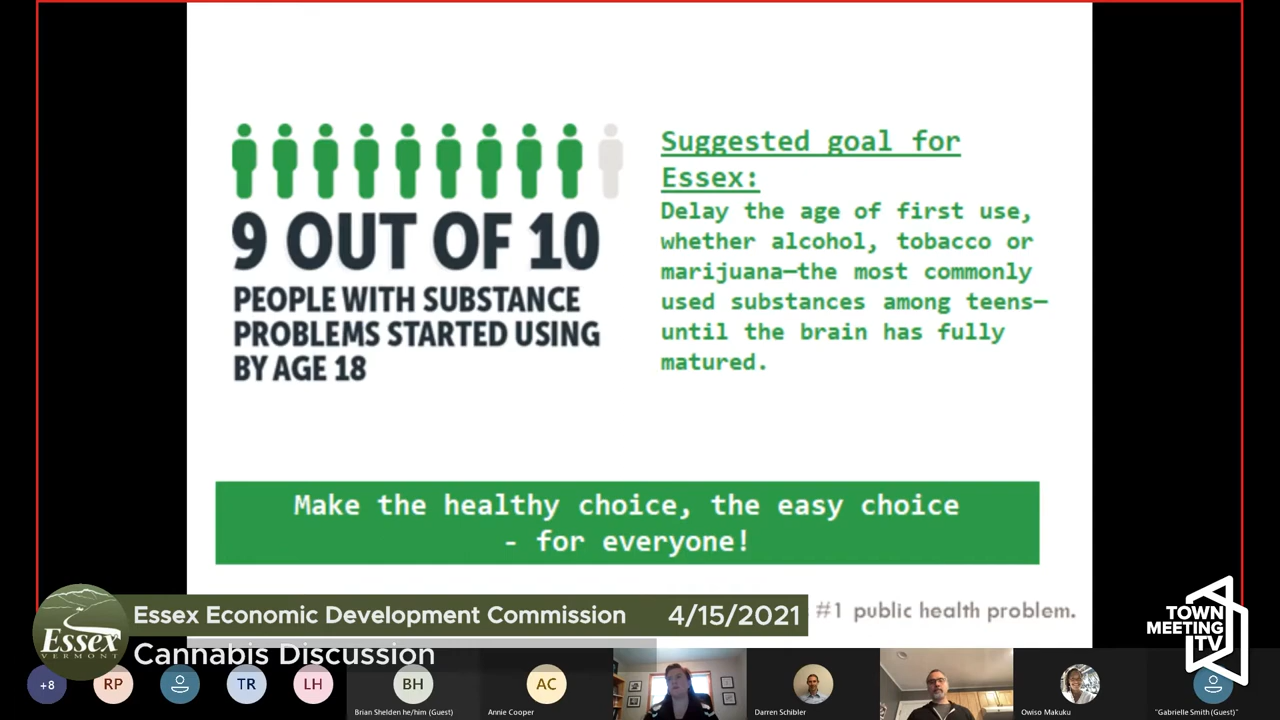 9 OUT OF 10
PEOPLE WITH SUBSTANCE
PROBLEMS STARTED USING
BY AGE 18
Suggested goal for
Essex:
Delay the age of first use,
whether alcohol, tobacco or
marijuana—the most commonly
used substances among teens—
until the brain has fully
matured.
Make the healthy choice, the easy choice
- for everyone!
#1 public health problem.
Essex
VERMONT
Essex Economic Development Commission 4/15/2021
Cannabis Discussion
TOWN
MEETING
TV
+8
RP
TR
LH
BH
AC
Brian Shelden he/him (Guest)
Annie Cooper
Darren Schibler
Owiso Makuku
"Gabrielle Smith (Guest)"